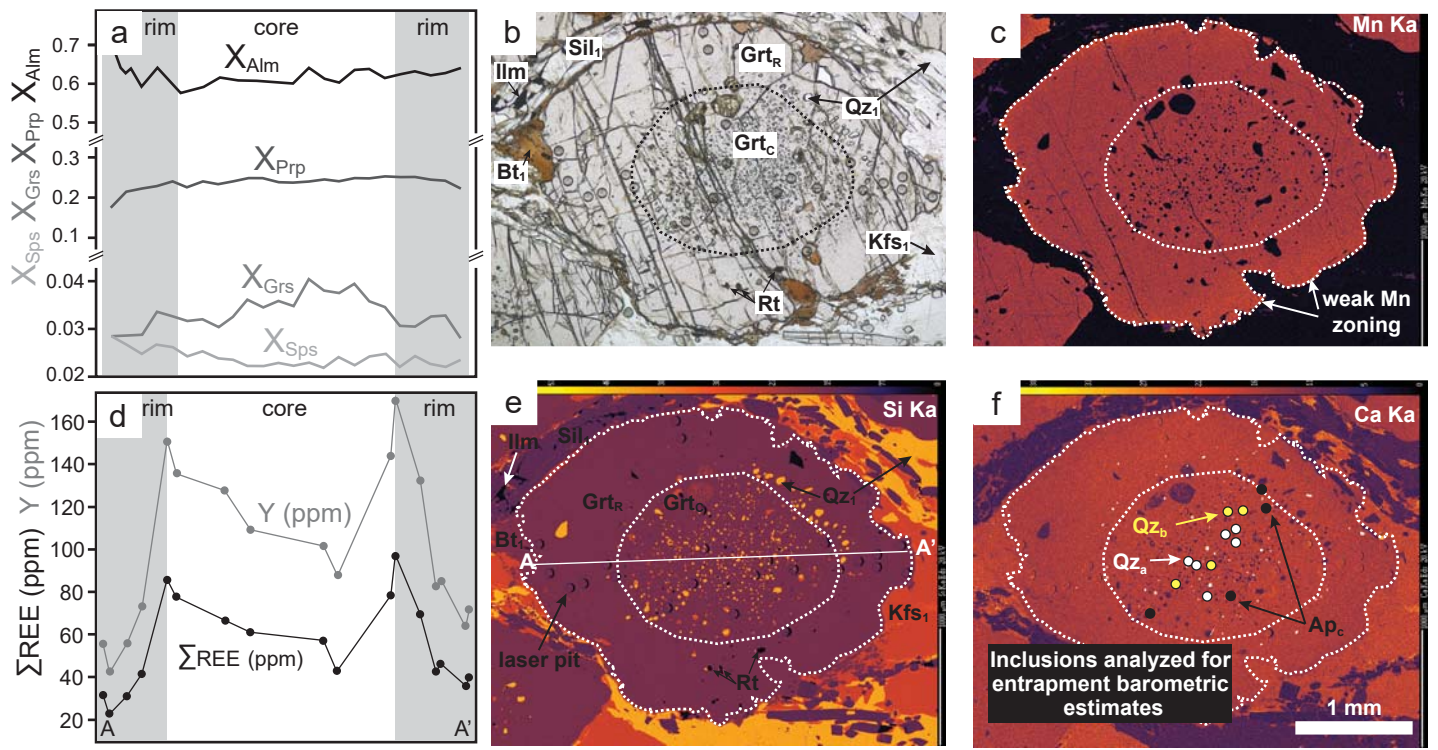 a
rim
core
rim
0.7
0.6
0.5
0.3
0.2
0.1
0.04
0.03
0.02
X_Sps X_Grs X_Prp X_Alm
X_Alm
X_Prp
X_Grs
X_Sps
b
Sil₁
Ilm
Grt_R
Qz₁
Grt_C
Bt₁
Kfs₁
Rt
c
Mn Ka
weak Mn
zoning
d
rim
core
rim
160
140
120
100
80
60
40
20
ΣREE (ppm) Y (ppm)
Y (ppm)
ΣREE (ppm)
A
A'
e
Si Ka
Ilm
Sil₁
Grt_R
Grt_C
Qz₁
Bt₁
A
A'
Kfs₁
laser pit
Rt
f
Ca Ka
Qz_b
Qz_a
Ap_c
Inclusions analyzed for
entrapment barometric
estimates
1 mm